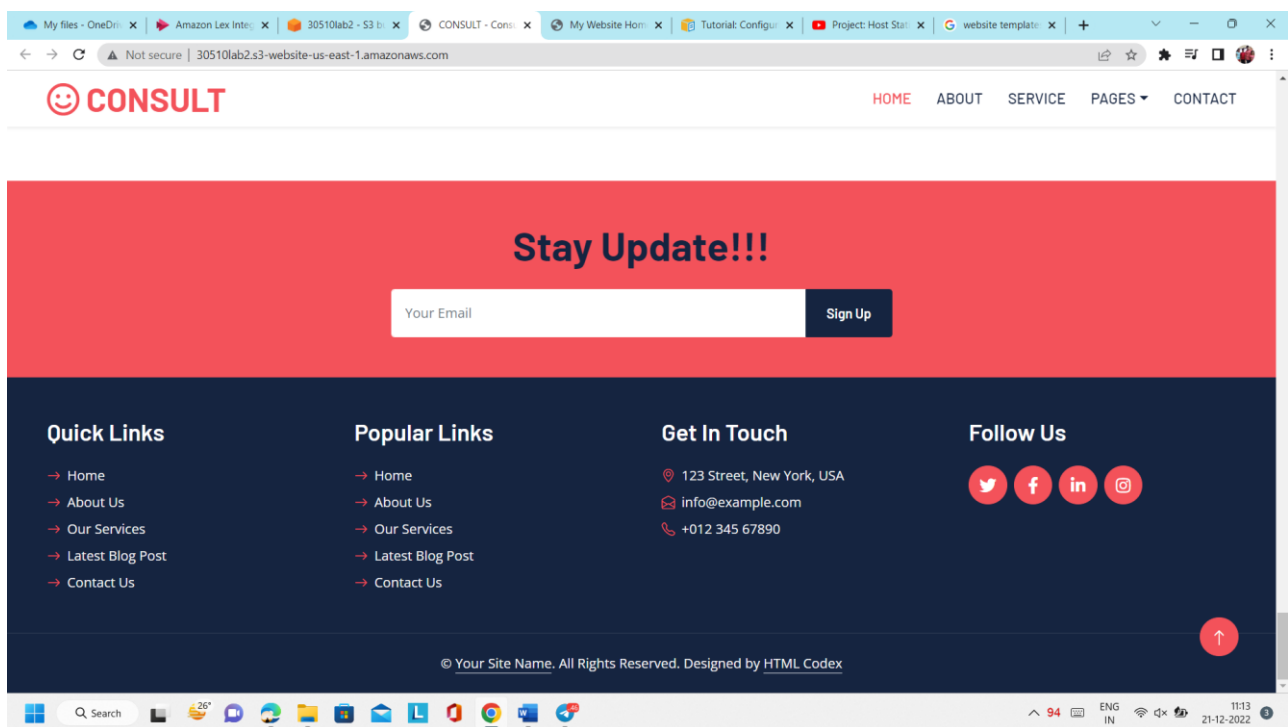 My files - OneDriv
Amazon Lex Integ
30510lab2 - S3 bu
CONSULT - Consu
My Website Hom
Tutorial: Configur
Project: Host Stat
website template
Not secure | 30510lab2.s3-website-us-east-1.amazonaws.com
CONSULT
HOME ABOUT SERVICE PAGES CONTACT
Stay Update!!!
Your Email
Sign Up
Quick Links
Home
About Us
Our Services
Latest Blog Post
Contact Us
Popular Links
Home
About Us
Our Services
Latest Blog Post
Contact Us
Get In Touch
123 Street, New York, USA
info@example.com
+012 345 67890
Follow Us
© Your Site Name. All Rights Reserved. Designed by HTML Codex
Search
26°
94
ENG
IN
11:13
21-12-2022
3